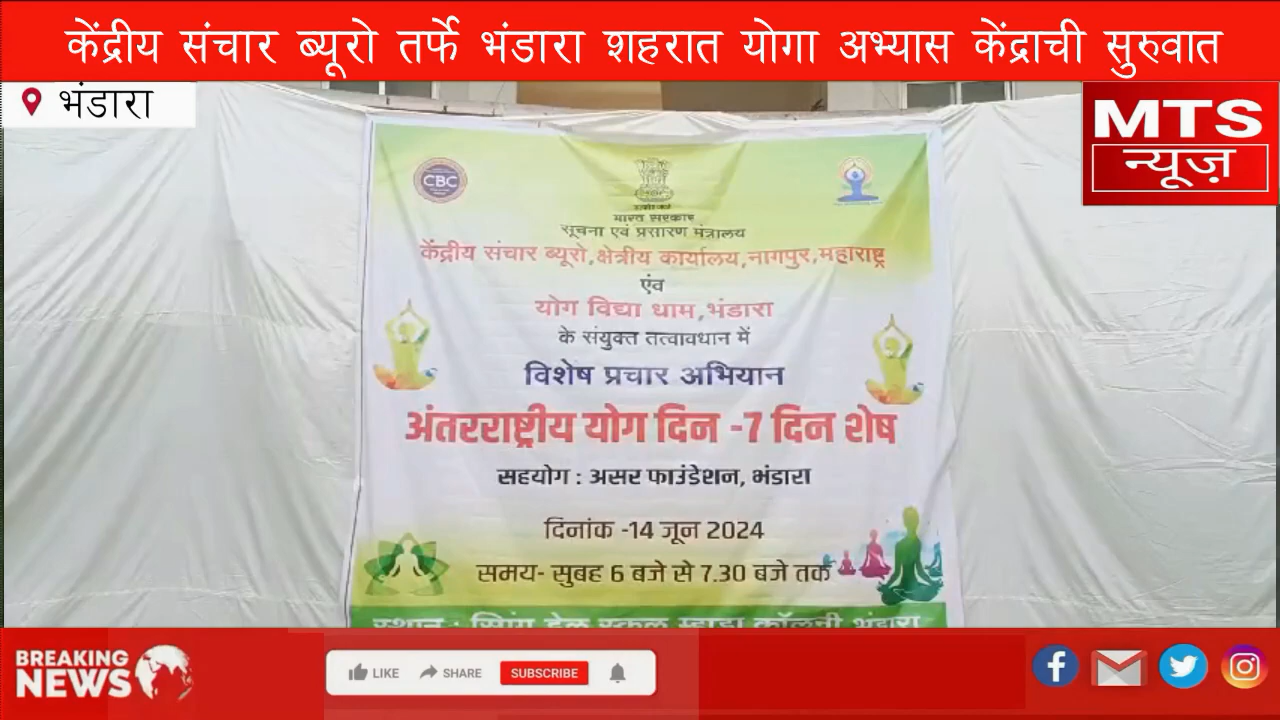 केंद्रीय संचार ब्यूरो तर्फे भंडारा शहरात योगा अभ्यास केंद्राची सुरुवात
भंडारा
MTS
न्यूज़
CBC
भारत सरकार
सूचना एवं प्रसारण मंत्रालय
केंद्रीय संचार ब्यूरो,क्षेत्रीय कार्यालय,नागपुर,महाराष्ट्र
एंव
योग विद्या धाम,भंडारा
के संयुक्त तत्वावधान में
विशेष प्रचार अभियान
अंतरराष्ट्रीय योग दिन -7 दिन शेष
सहयोग : असर फाउंडेशन, भंडारा
दिनांक -14 जून 2024
समय- सुबह 6 बजे से 7.30 बजे तक
स्थान : स्प्रिंग डेल स्कूल म्हाडा कॉलनी भंडारा
BREAKING
NEWS
LIKE
SHARE
SUBSCRIBE